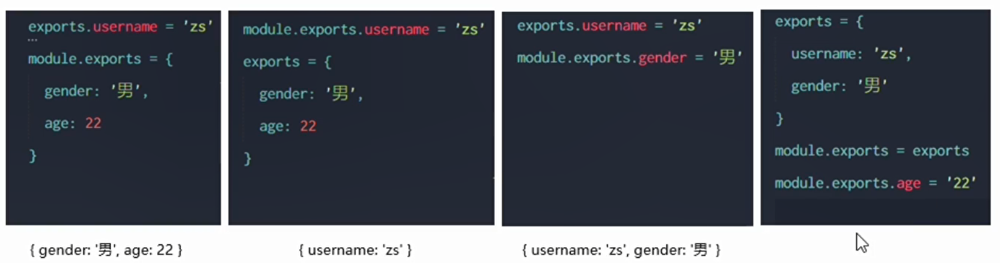 exports.username = 'zs'
...
module.exports = {
gender: '男',
age: 22
}
{ gender: '男', age: 22 }
module.exports.username = 'zs'
exports = {
gender: '男',
age: 22
}
{ username: 'zs' }
exports.username = 'zs'
module.exports.gender = '男'
{ username: 'zs', gender: '男' }
exports = {
username: 'zs',
gender: '男'
}
module.exports = exports
module.exports.age = '22'